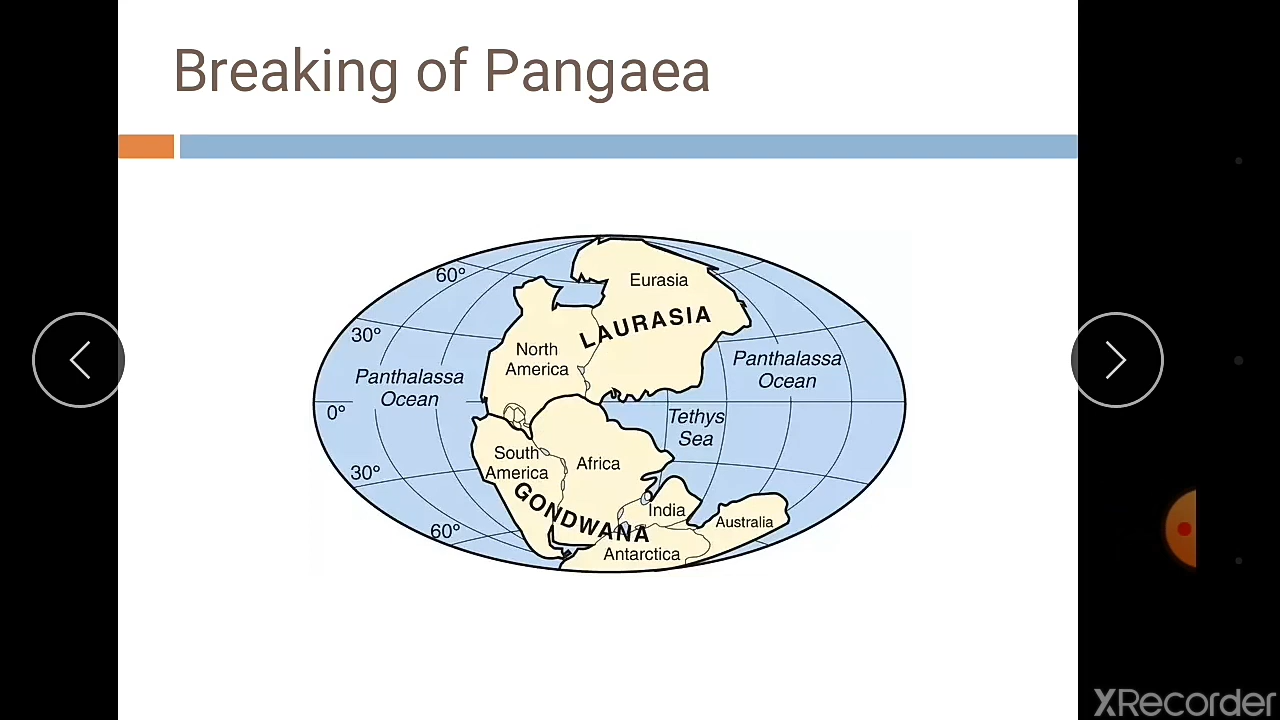 Breaking of Pangaea
60°
Eurasia
LAURASIA
30°
North
America
Panthalassa
Ocean
Panthalassa
Ocean
0°
Tethys
Sea
South
America
Africa
30°
GONDWANA
India
Australia
60°
Antarctica
XRecorder